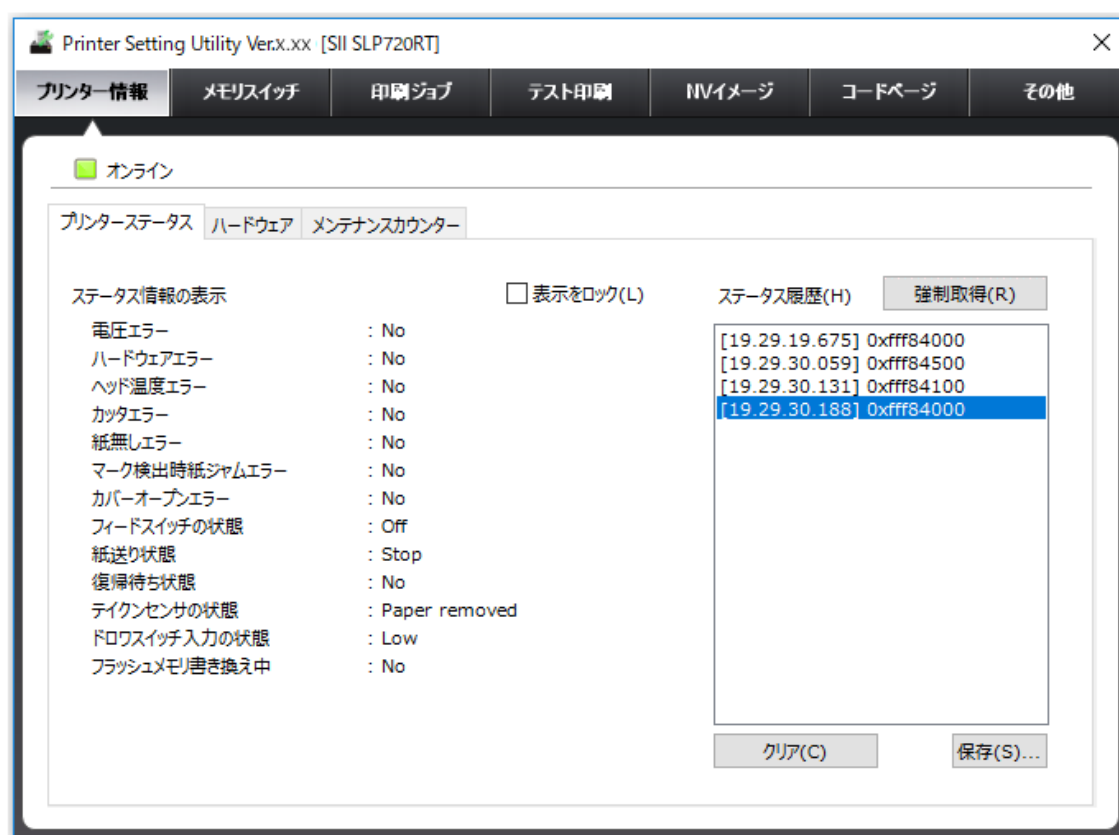 Printer Setting Utility Ver.x.xx [SII SLP720RT]
プリンター情報 メモリスイッチ 印刷ジョブ テスト印刷 NVイメージ コードページ その他
オンライン
プリンターステータス ハードウェア メンテナンスカウンター
ステータス情報の表示 表示をロック(L) ステータス履歴(H) 強制取得(R)
電圧エラー : No
ハードウェアエラー : No
ヘッド温度エラー : No
カッタエラー : No
紙無しエラー : No
マーク検出時紙ジャムエラー : No
カバーオープンエラー : No
フィードスイッチの状態 : Off
紙送り状態 : Stop
復帰待ち状態 : No
テイクンセンサの状態 : Paper removed
ドロワスイッチ入力の状態 : Low
フラッシュメモリ書き換え中 : No
[19.29.19.675] 0xfff84000
[19.29.30.059] 0xfff84500
[19.29.30.131] 0xfff84100
[19.29.30.188] 0xfff84000
クリア(C) 保存(S)...